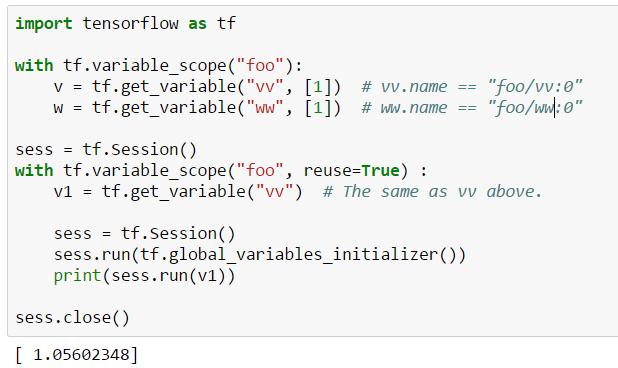 import tensorflow as tf
with tf.variable_scope("foo"):
    v = tf.get_variable("vv", [1])  # vv.name == "foo/vv:0"
    w = tf.get_variable("ww", [1])  # ww.name == "foo/ww:0"
sess = tf.Session()
with tf.variable_scope("foo", reuse=True) :
    v1 = tf.get_variable("vv")  # The same as vv above.
    sess = tf.Session()
    sess.run(tf.global_variables_initializer())
    print(sess.run(v1))
sess.close()
[ 1.05602348]